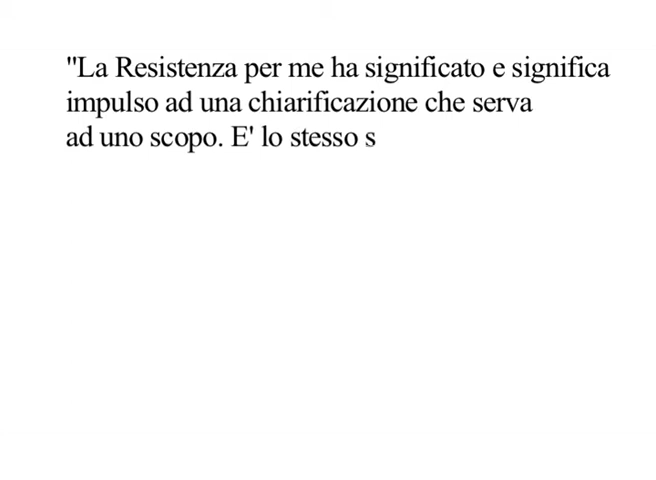 "La Resistenza per me ha significato e significa
impulso ad una chiarificazione che serva
ad uno scopo. E' lo stesso s